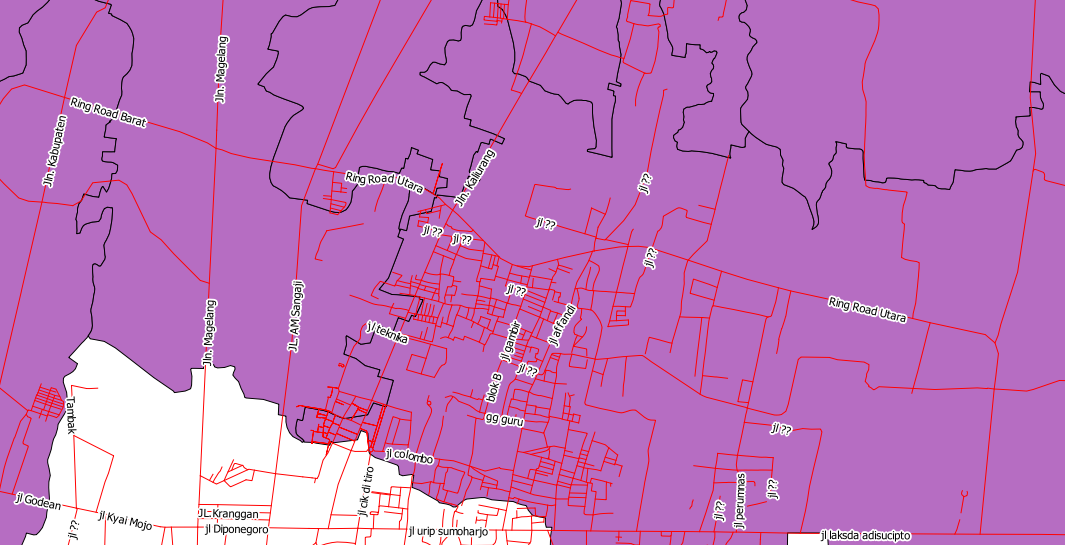 Jln. Magelang
Ring Road Barat
Jln. Kabupaten
Ring Road Utara
Jln. Kaliurang
jl ??
jl ??
jl ??
jl ??
jl ??
jl ??
Ring Road Utara
JL. AM Sangaji
Jln. Magelang
jl teknika
jl gambir
jl affandi
jl ??
blok B
gg guru
Tambak
jl ??
jl colombo
jl cik di tiro
jl perumnas
jl ??
jl ??
jl Godean
jl Kyai Mojo
jl ??
JL. Kranggan
jl Diponegoro
jl urip sumoharjo
jl laksda adisucipto